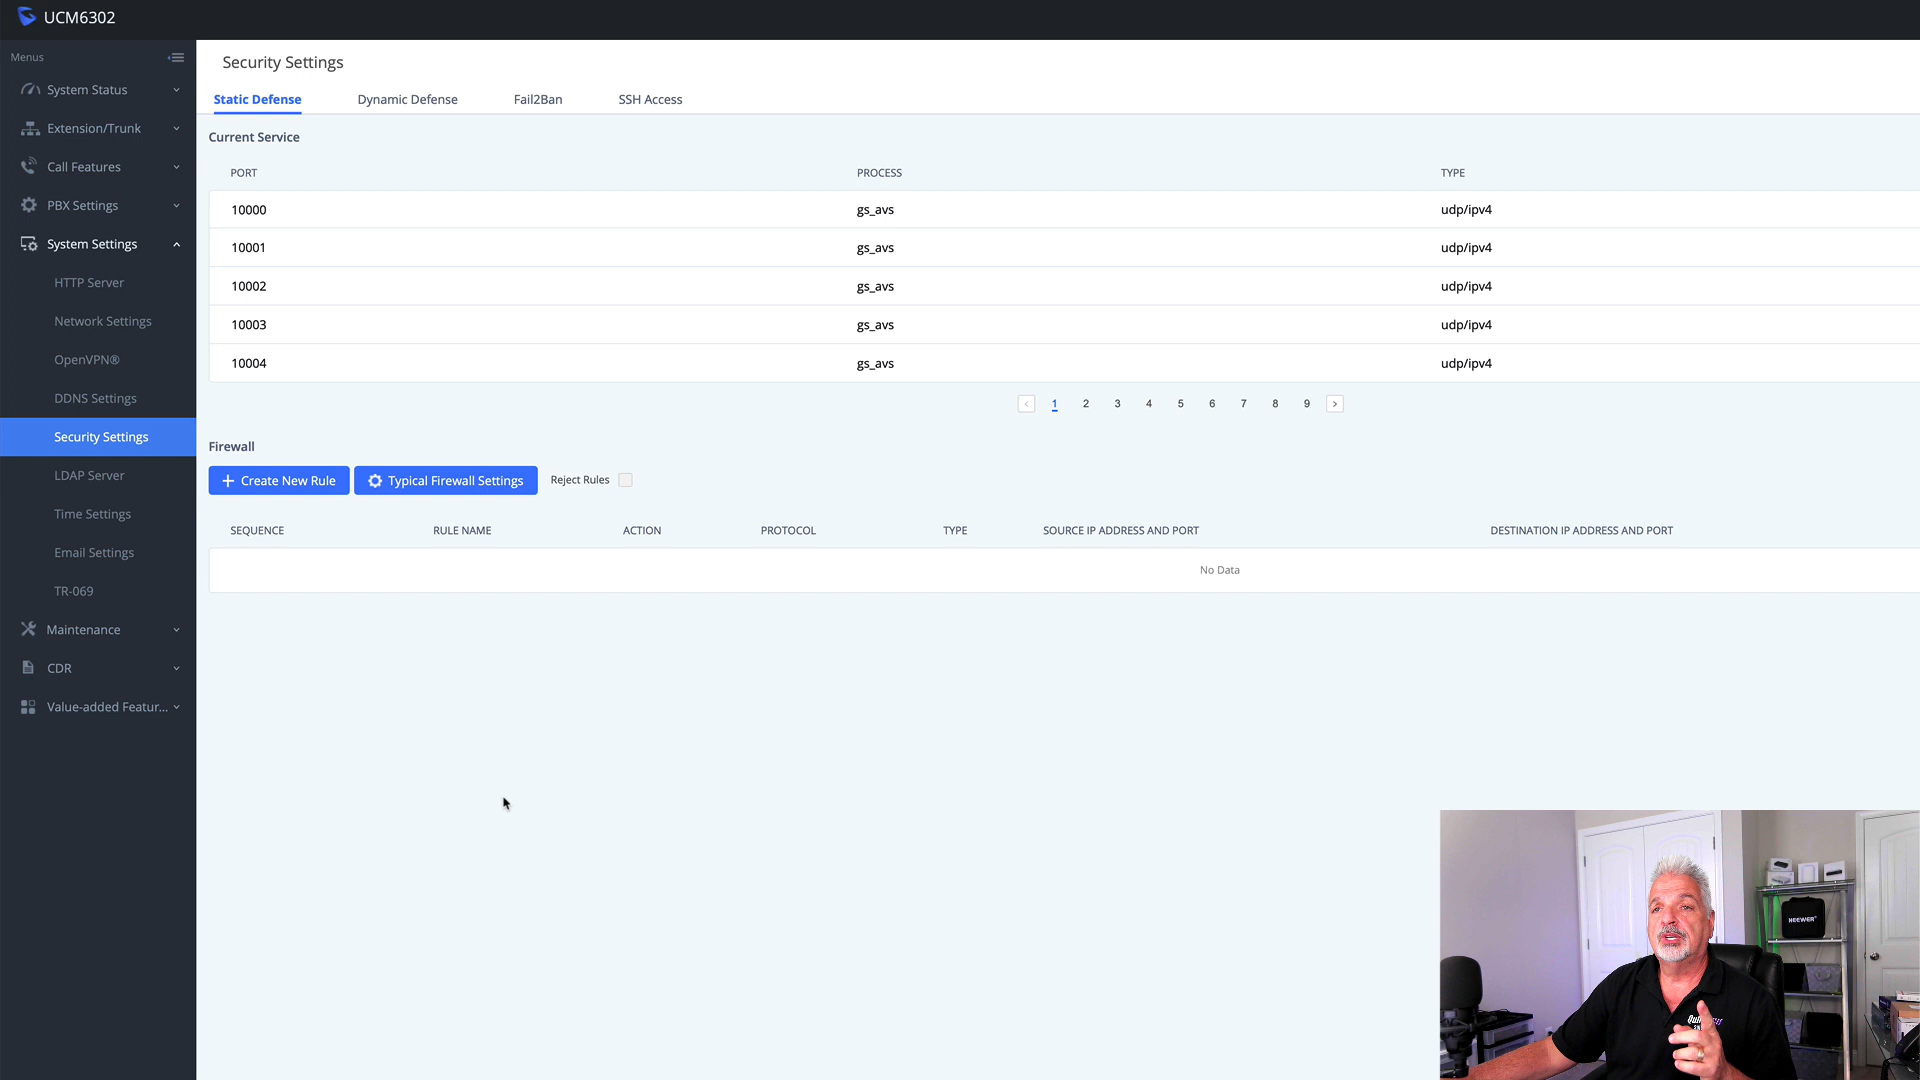 UCM6302
Menus
System Status
Extension/Trunk
Call Features
PBX Settings
System Settings
HTTP Server
Network Settings
OpenVPN®
DDNS Settings
Security Settings
LDAP Server
Time Settings
Email Settings
TR-069
Maintenance
CDR
Value-added Featur...
Security Settings
Static Defense Dynamic Defense Fail2Ban SSH Access
Current Service
PORT PROCESS TYPE
10000 gs_avs udp/ipv4
10001 gs_avs udp/ipv4
10002 gs_avs udp/ipv4
10003 gs_avs udp/ipv4
10004 gs_avs udp/ipv4
< 1 2 3 4 5 6 7 8 9 >
Firewall
+ Create New Rule Typical Firewall Settings Reject Rules
SEQUENCE RULE NAME ACTION PROTOCOL TYPE SOURCE IP ADDRESS AND PORT DESTINATION IP ADDRESS AND PORT
No Data
NEEWER